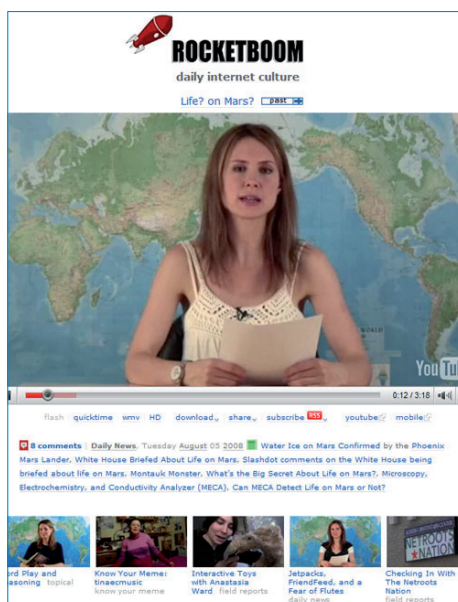 ROCKETBOOM
daily internet culture
Life? on Mars? past
WORLD
You Tu
0:12 / 3:18
flash quicktime wmv HD download share subscribe RSS youtube mobile
8 comments | Daily News. Tuesday August 05 2008 Water Ice on Mars Confirmed by the Phoenix
Mars Lander. White House Briefed About Life on Mars. Slashdot comments on the White House being
briefed about life on Mars. Montauk Monster. What's the Big Secret About Life on Mars?. Microscopy,
Electrochemistry, and Conductivity Analyzer (MECA). Can MECA Detect Life on Mars or Not?
NETROOTS
NATION
ord Play and
asoning topical
Know Your Meme:
tinaecmusic
know your meme
Interactive Toys
with Anastasia
Ward field reports
Jetpacks,
FriendFeed, and a
Fear of Flutes
daily news
Checking In With
The Netroots
Nation
field reports